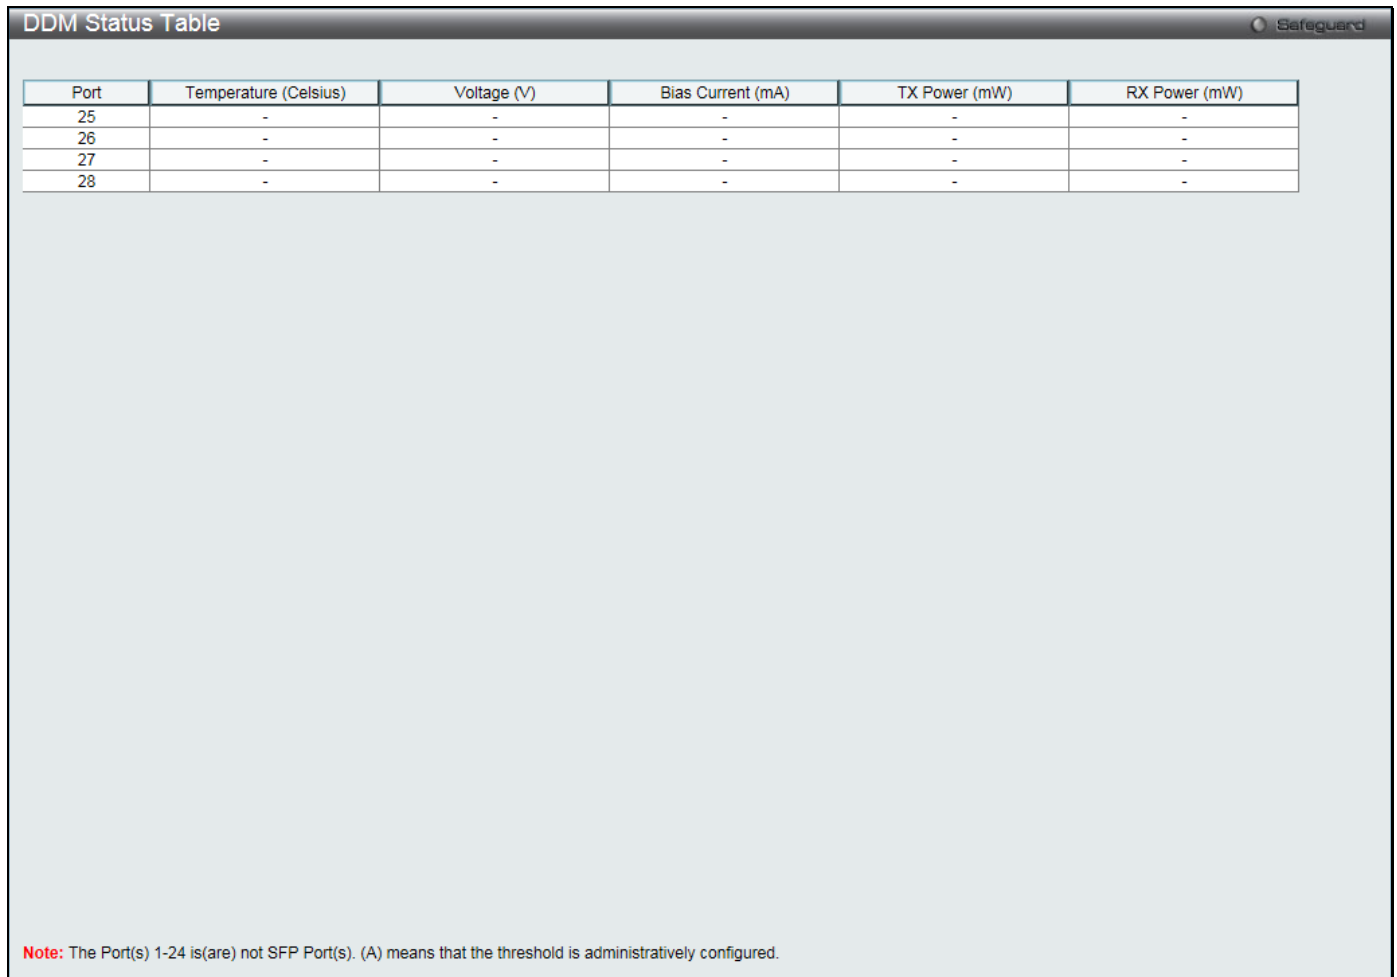 DDM Status Table
Safeguard
Port Temperature (Celsius) Voltage (V) Bias Current (mA) TX Power (mW) RX Power (mW)
25 - - - - -
26 - - - - -
27 - - - - -
28 - - - - -
Note: The Port(s) 1-24 is(are) not SFP Port(s). (A) means that the threshold is administratively configured.